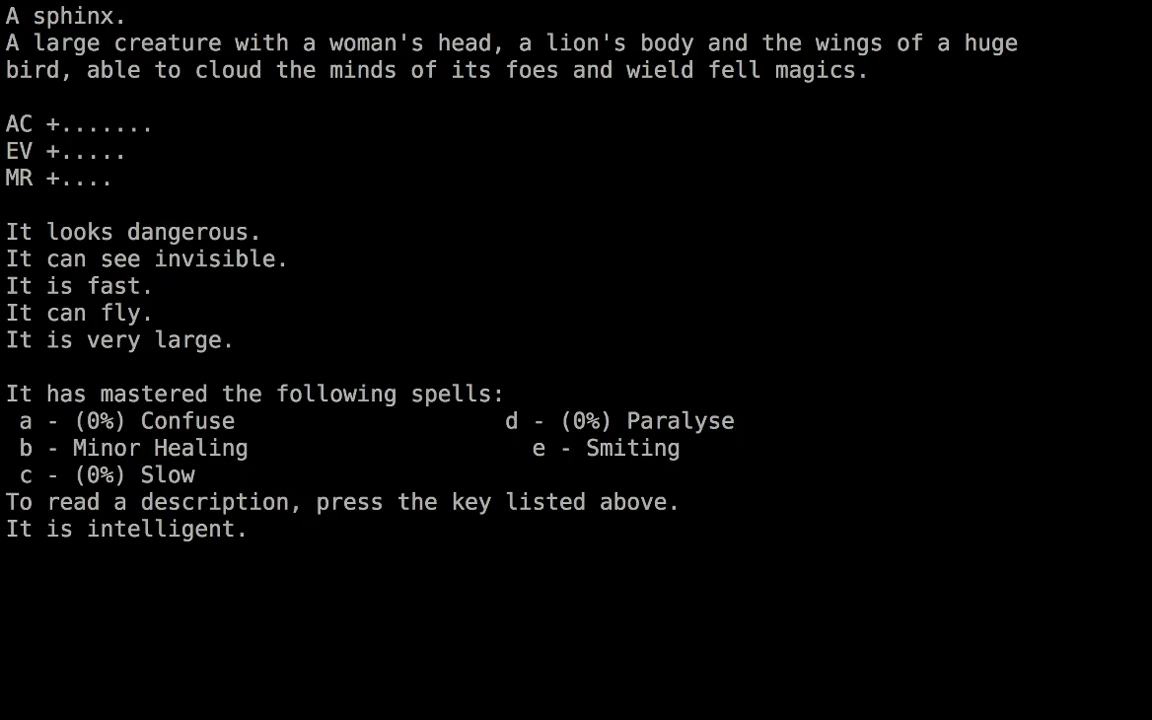 A sphinx.
A large creature with a woman's head, a lion's body and the wings of a huge
bird, able to cloud the minds of its foes and wield fell magics.
AC +.......
EV +.....
MR +....
It looks dangerous.
It can see invisible.
It is fast.
It can fly.
It is very large.
It has mastered the following spells:
a - (0%) Confuse d - (0%) Paralyse
b - Minor Healing e - Smiting
c - (0%) Slow
To read a description, press the key listed above.
It is intelligent.